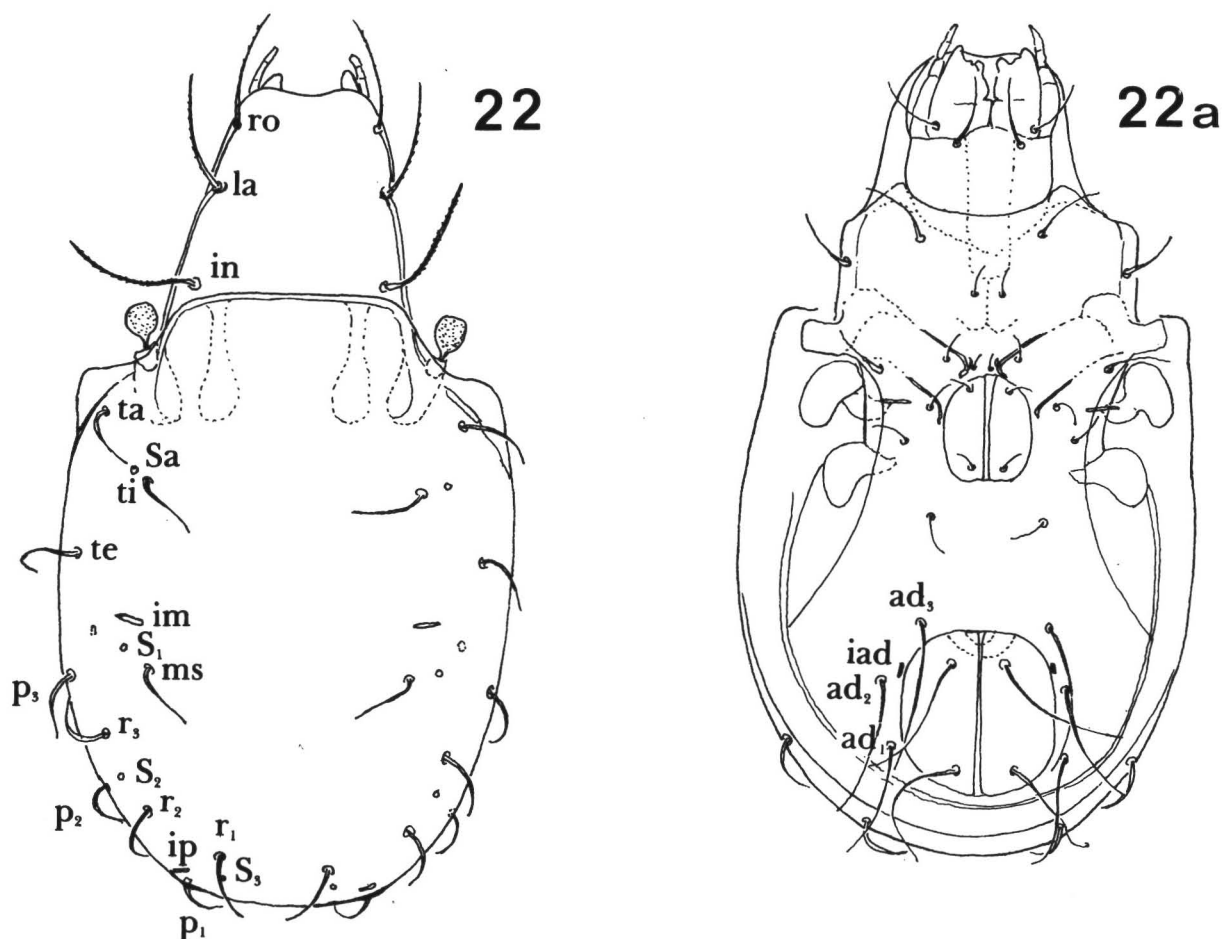 22
ro
la
in
ta
Sa
ti
te
im
S₁
ms
p₃
r₃
S₂
p₂
r₂
r₁
ip
S₃
p₁
22a
ad₃
iad
ad₂
ad₁